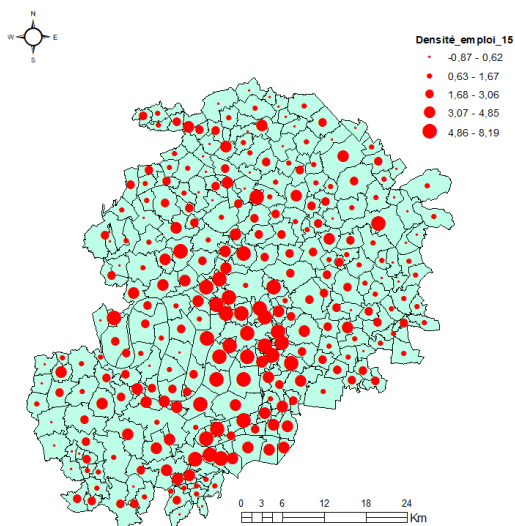 N
W E
S
Densité_emploi_15
-0,87 - 0,62
0,63 - 1,67
1,68 - 3,06
3,07 - 4,85
4,86 - 8,19
0 3 6 12 18 24
Km